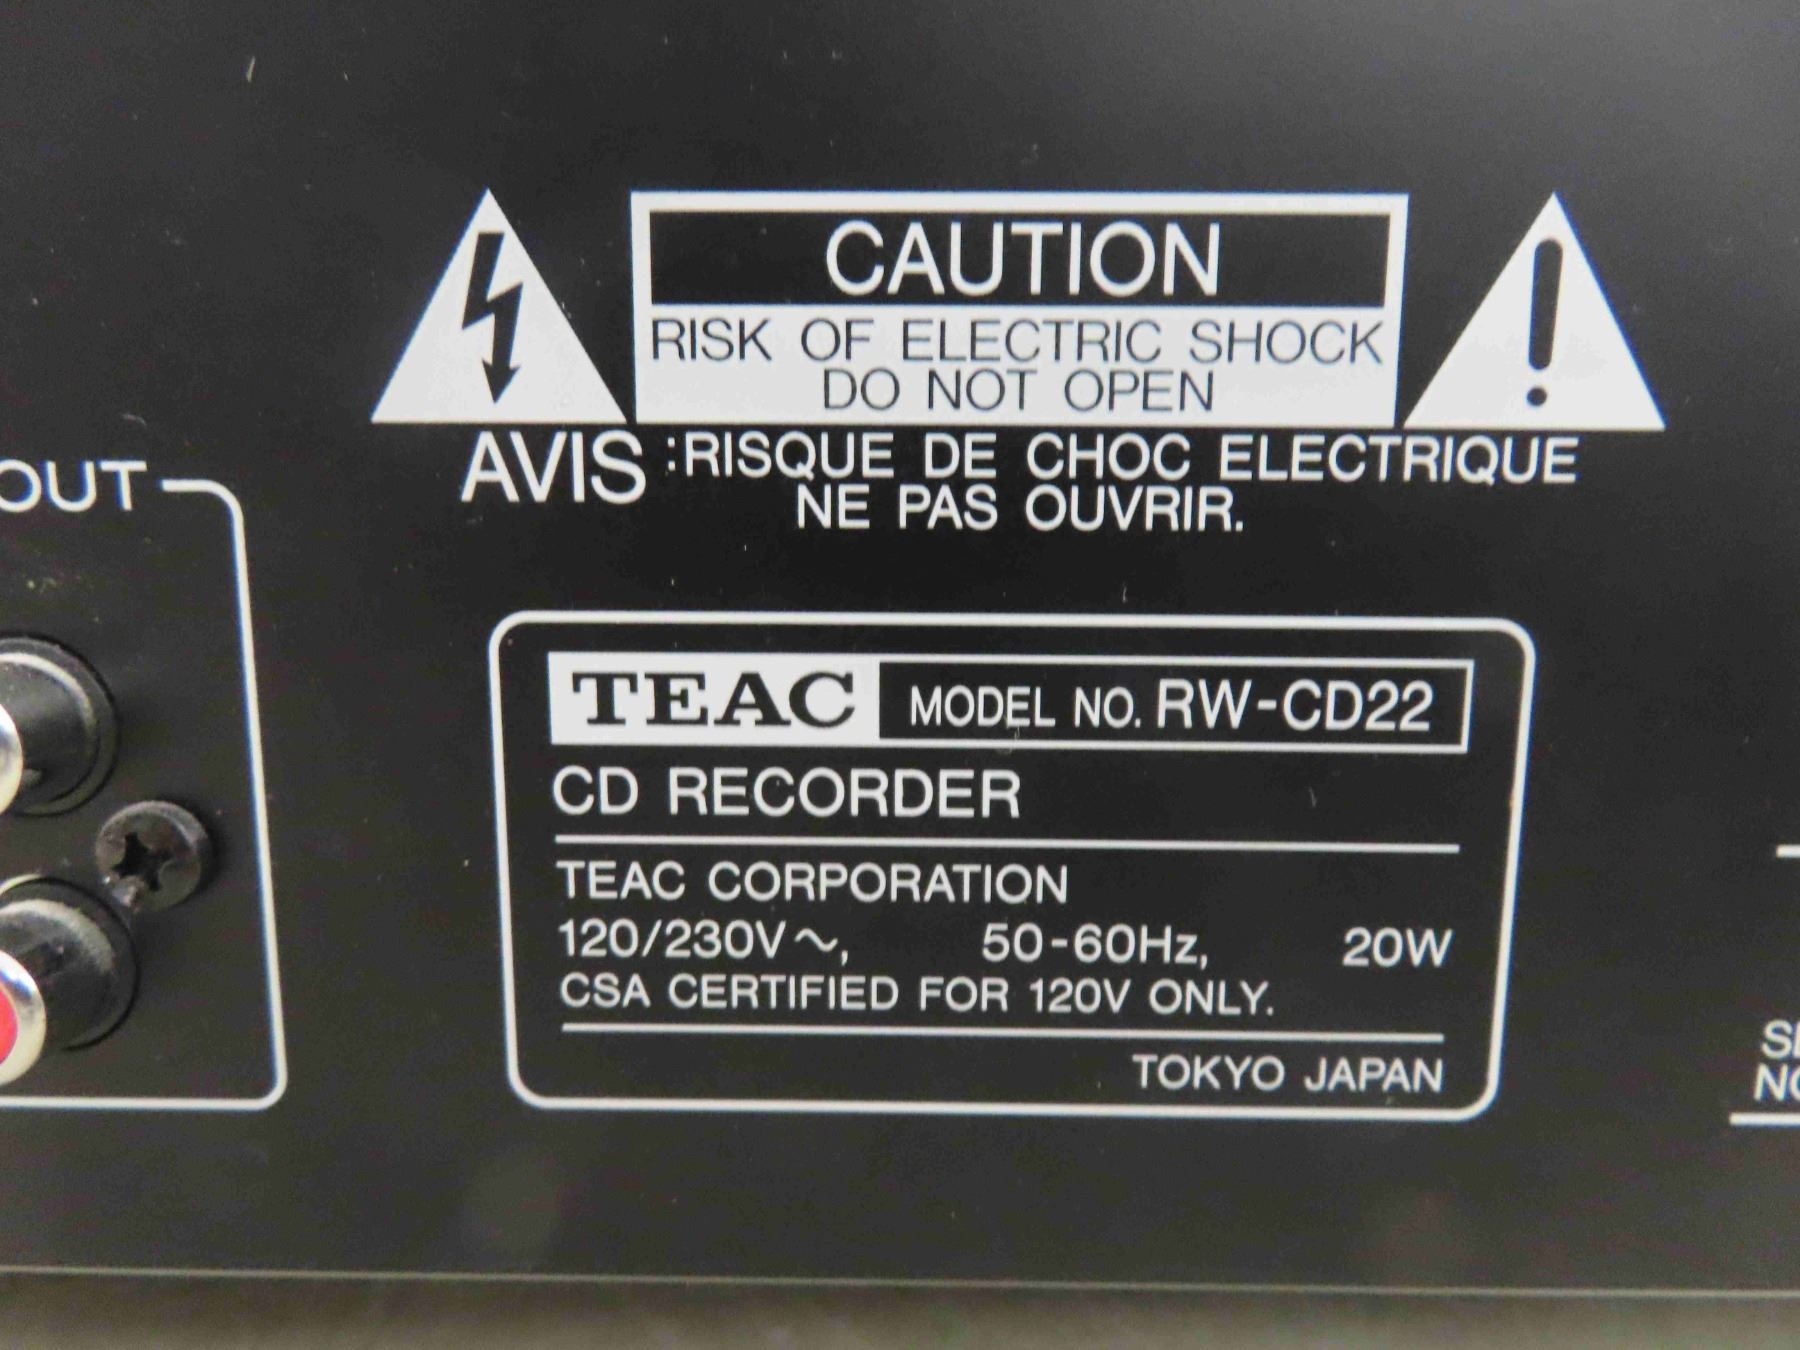 CAUTION
RISK OF ELECTRIC SHOCK
DO NOT OPEN
AVIS :RISQUE DE CHOC ELECTRIQUE
NE PAS OUVRIR.
OUT
TEAC MODEL NO. RW-CD22
CD RECORDER
TEAC CORPORATION
120/230V～, 50-60Hz, 20W
CSA CERTIFIED FOR 120V ONLY.
TOKYO JAPAN